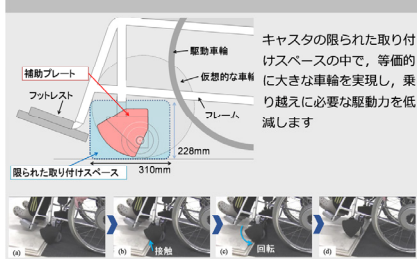 駆動車輪
仮想的な車輪
補助プレート
フットレスト
フレーム
228mm
310mm
限られた取り付けスペース
キャスタの限られた取り付
けスペースの中で，等価的
に大きな車輪を実現し，乗
り越えに必要な駆動力を低
減します
(a)
(b)
接触
(c)
回転
(d)